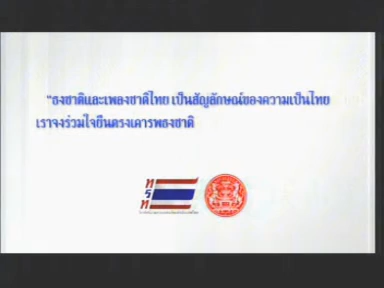 “ธงชาติและเพลงชาติไทย เป็นสัญลักษณ์ของความเป็นไทย
เราจงร่วมใจยืนตรงเคารพธงชาติ
ท
ร
ท